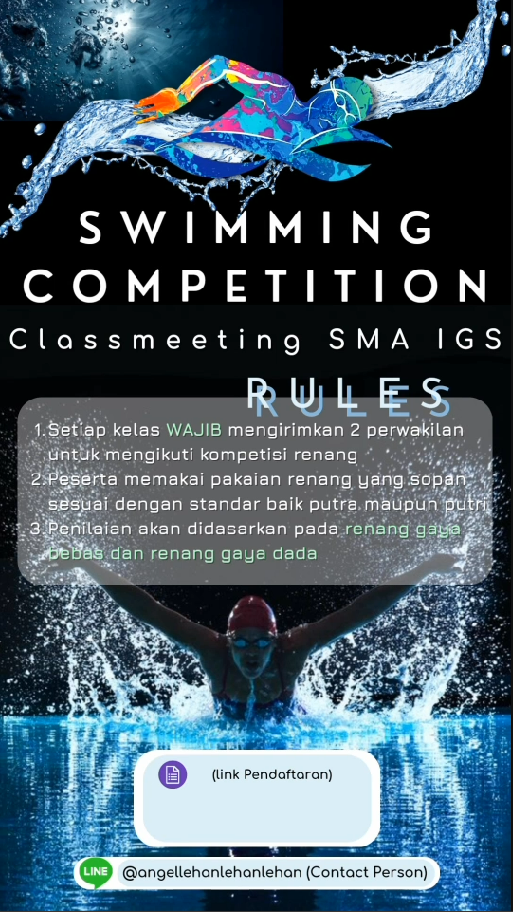 SWIMMING
COMPETITION
Classmeeting SMA IGS
RULES
1.Setiap kelas WAJIB mengirimkan 2 perwakilan
untuk mengikuti kompetisi renang
2.Peserta memakai pakaian renang yang sopan
sesuai dengan standar baik putra maupun putri
3.Penilaian akan didasarkan pada renang gaya
bebas dan renang gaya dada
(link Pendaftaran)
LINE @angellehanlehanlehan (Contact Person)